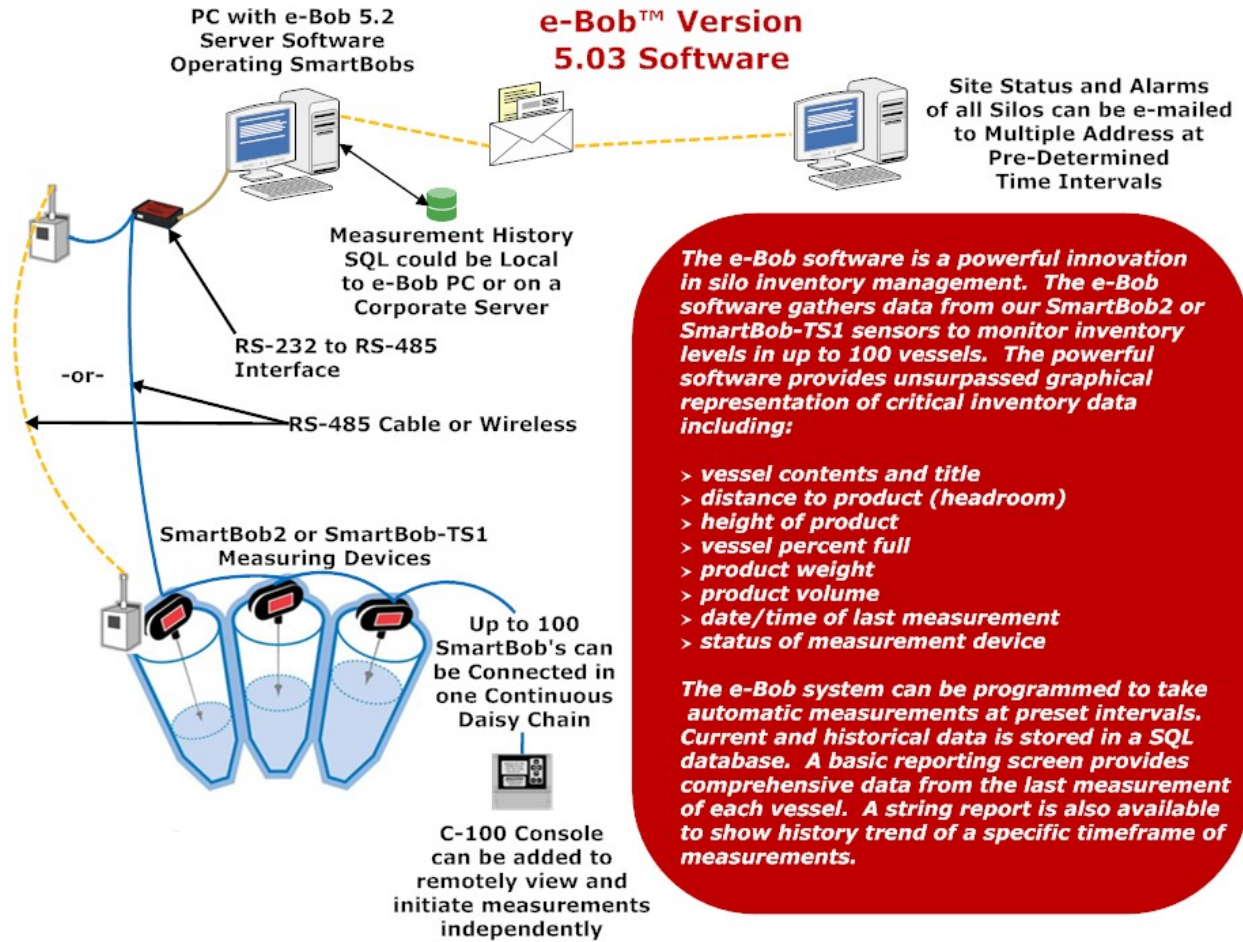 PC with e-Bob 5.2
Server Software
Operating SmartBobs
e-Bob™ Version
5.03 Software
Site Status and Alarms
of all Silos can be e-mailed
to Multiple Address at
Pre-Determined
Time Intervals
Measurement History
SQL could be Local
to e-Bob PC or on a
Corporate Server
RS-232 to RS-485
Interface
-or-
RS-485 Cable or Wireless
SmartBob2 or SmartBob-TS1
Measuring Devices
Up to 100
SmartBob's can
be Connected in
one Continuous
Daisy Chain
C-100 Console
can be added to
remotely view and
initiate measurements
independently
The e-Bob software is a powerful innovation
in silo inventory management. The e-Bob
software gathers data from our SmartBob2 or
SmartBob-TS1 sensors to monitor inventory
levels in up to 100 vessels. The powerful
software provides unsurpassed graphical
representation of critical inventory data
including:
> vessel contents and title
> distance to product (headroom)
> height of product
> vessel percent full
> product weight
> product volume
> date/time of last measurement
> status of measurement device
The e-Bob system can be programmed to take
automatic measurements at preset intervals.
Current and historical data is stored in a SQL
database. A basic reporting screen provides
comprehensive data from the last measurement
of each vessel. A string report is also available
to show history trend of a specific timeframe of
measurements.